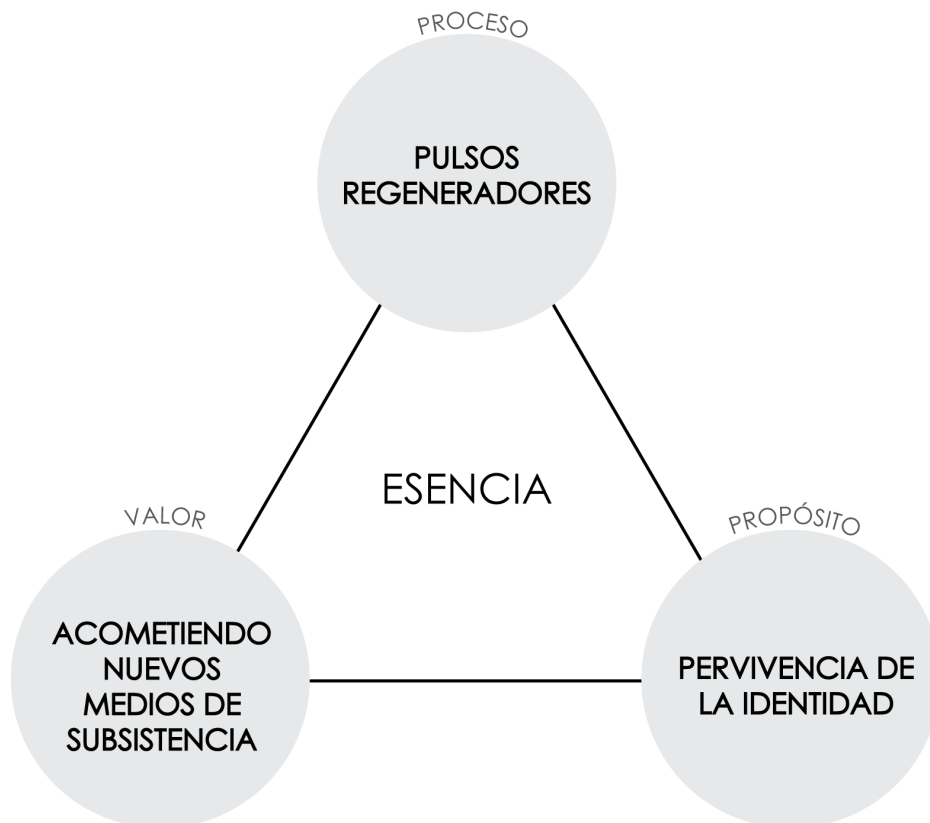 PROCESO
PULSOS
REGENERADORES
ESENCIA
VALOR
ACOMETIENDO
NUEVOS
MEDIOS DE
SUBSISTENCIA
PROPÓSITO
PERVIVENCIA DE
LA IDENTIDAD